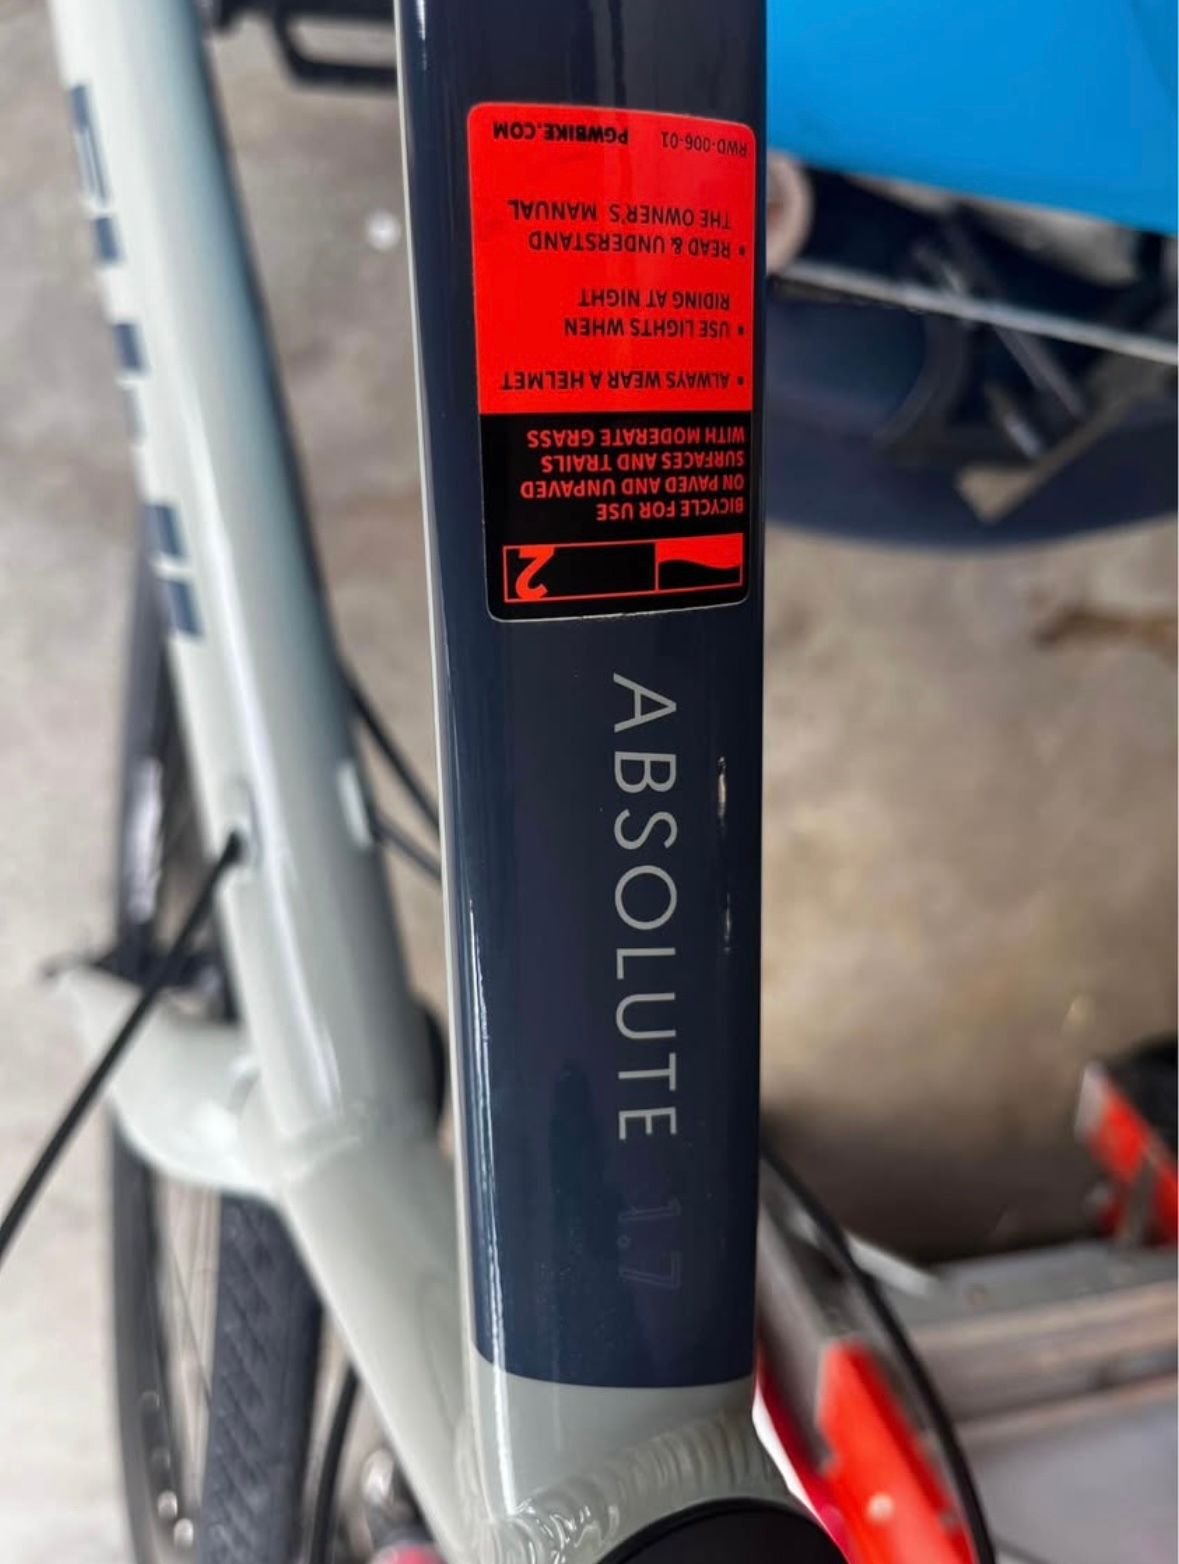 2
BICYCLE FOR USE
ON PAVED AND UNPAVED
SURFACES AND TRAILS
WITH MODERATE GRASS
• ALWAYS WEAR A HELMET
• USE LIGHTS WHEN
RIDING AT NIGHT
• READ & UNDERSTAND
THE OWNER'S MANUAL
RWD-006-01 PGWBIKE.COM
ABSOLUTE 1.7